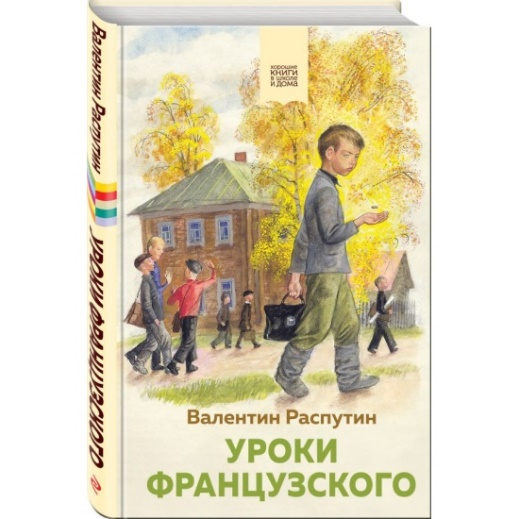 Валентин Распутин
УРОКИ ФРАНЦУЗСКОГО
хорошие
КНИГИ
В ШКОЛЕ
И ДОМА
Валентин Распутин
УРОКИ
ФРАНЦУЗСКОГО